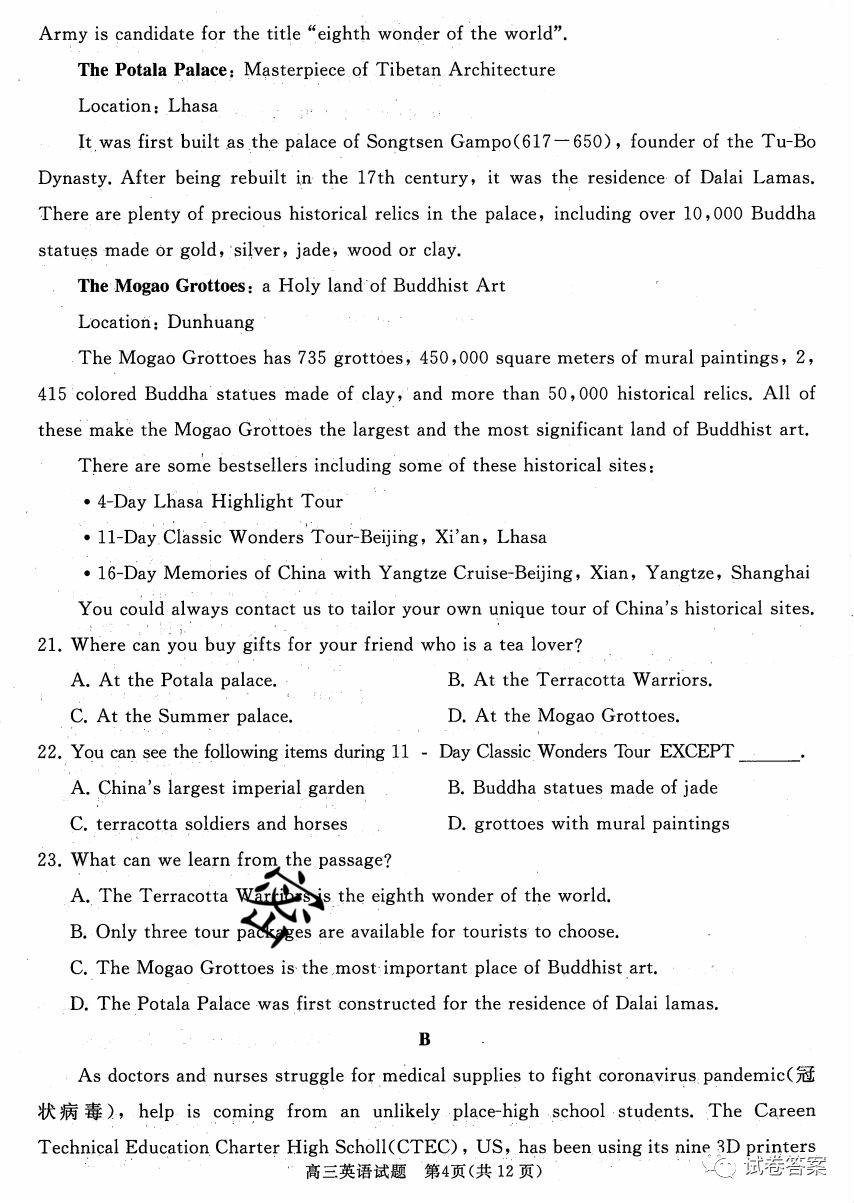 Army is candidate for the title “eighth wonder of the world”.
The Potala Palace: Masterpiece of Tibetan Architecture
Location: Lhasa
It was first built as the palace of Songtsen Gampo(617－650), founder of the Tu-Bo
Dynasty. After being rebuilt in the 17th century, it was the residence of Dalai Lamas.
There are plenty of precious historical relics in the palace, including over 10,000 Buddha
statues made or gold, silver, jade, wood or clay.
The Mogao Grottoes: a Holy land of Buddhist Art
Location: Dunhuang
The Mogao Grottoes has 735 grottoes, 450,000 square meters of mural paintings, 2,
415 colored Buddha statues made of clay, and more than 50,000 historical relics. All of
these make the Mogao Grottoes the largest and the most significant land of Buddhist art.
There are some bestsellers including some of these historical sites:
• 4-Day Lhasa Highlight Tour
• 11-Day Classic Wonders Tour-Beijing, Xi’an, Lhasa
• 16-Day Memories of China with Yangtze Cruise-Beijing, Xian, Yangtze, Shanghai
You could always contact us to tailor your own unique tour of China’s historical sites.
21. Where can you buy gifts for your friend who is a tea lover?
A. At the Potala palace. B. At the Terracotta Warriors.
C. At the Summer palace. D. At the Mogao Grottoes.
22. You can see the following items during 11 - Day Classic Wonders Tour EXCEPT ______.
A. China’s largest imperial garden B. Buddha statues made of jade
C. terracotta soldiers and horses D. grottoes with mural paintings
23. What can we learn from the passage?
A. The Terracotta Warriors is the eighth wonder of the world.
B. Only three tour packages are available for tourists to choose.
C. The Mogao Grottoes is the most important place of Buddhist art.
D. The Potala Palace was first constructed for the residence of Dalai lamas.
密
B
As doctors and nurses struggle for medical supplies to fight coronavirus pandemic(冠
状病毒), help is coming from an unlikely place-high school students. The Careen
Technical Education Charter High Scholl(CTEC), US, has been using its nine 3D printers
高三英语试题 第4页(共12页)
试卷答案